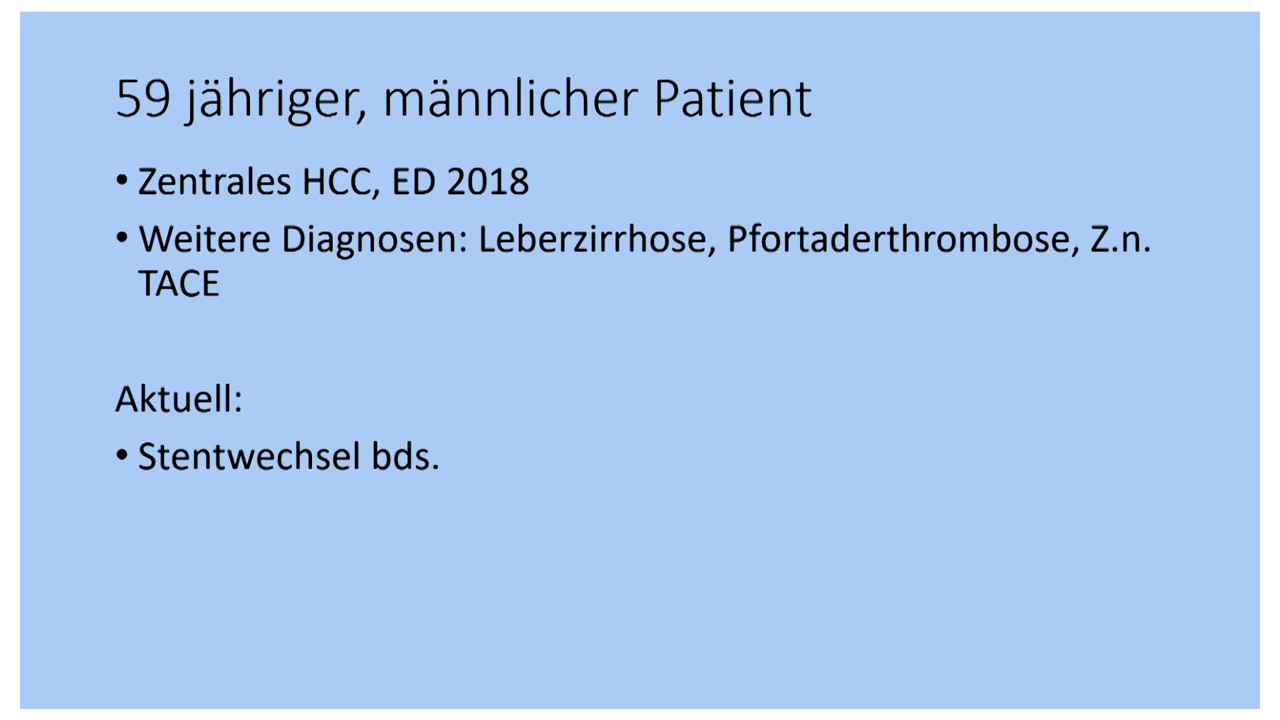 59 jähriger, männlicher Patient
• Zentrales HCC, ED 2018
• Weitere Diagnosen: Leberzirrhose, Pfortaderthrombose, Z.n.
TACE
Aktuell:
• Stentwechsel bds.